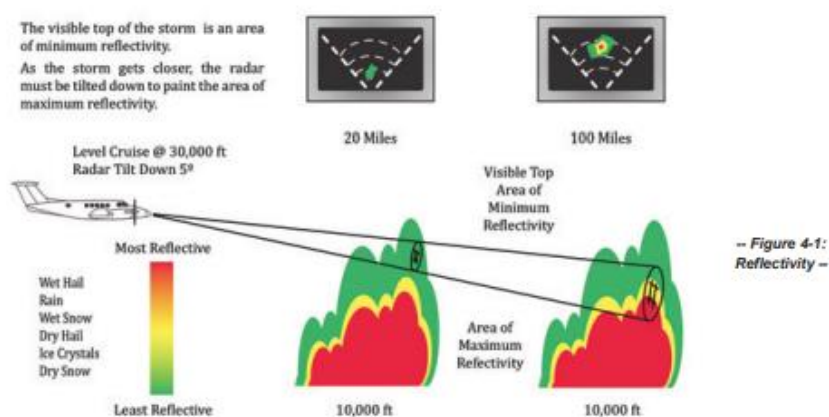 The visible top of the storm is an area
of minimum reflectivity.
As the storm gets closer, the radar
must be tilted down to paint the area of
maximum reflectivity.
20 Miles
100 Miles
Level Cruise @ 30,000 ft
Radar Tilt Down 5º
Visible Top
Area of
Minimum
Reflectivity
-- Figure 4-1:
Reflectivity --
Most Reflective
Wet Hail
Rain
Wet Snow
Dry Hail
Ice Crystals
Dry Snow
Least Reflective
Area of
Maximum
Refectivity
10,000 ft
10,000 ft